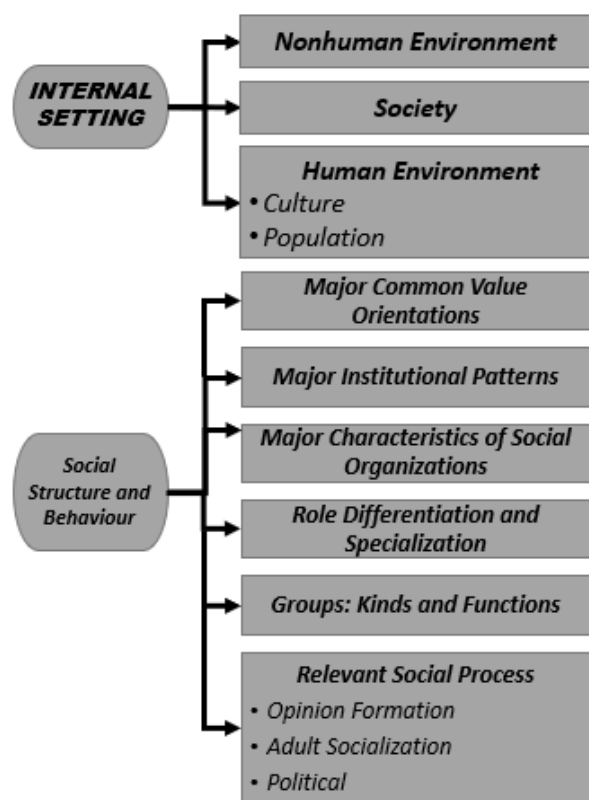 INTERNAL
SETTING
Nonhuman Environment
Society
Human Environment
• Culture
• Population
Social
Structure and
Behaviour
Major Common Value
Orientations
Major Institutional Patterns
Major Characteristics of Social
Organizations
Role Differentiation and
Specialization
Groups: Kinds and Functions
Relevant Social Process
• Opinion Formation
• Adult Socialization
• Political